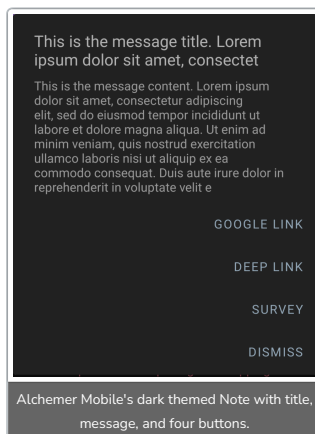 This is the message title. Lorem
ipsum dolor sit amet, consectet
This is the message content. Lorem ipsum
dolor sit amet, consectetur adipiscing
elit, sed do eiusmod tempor incididunt ut
labore et dolore magna aliqua. Ut enim ad
minim veniam, quis nostrud exercitation
ullamco laboris nisi ut aliquip ex ea
commodo consequat. Duis aute irure dolor in
reprehenderit in voluptate velit e
GOOGLE LINK
DEEP LINK
SURVEY
DISMISS
Alchemer Mobile's dark themed Note with title,
message, and four buttons.